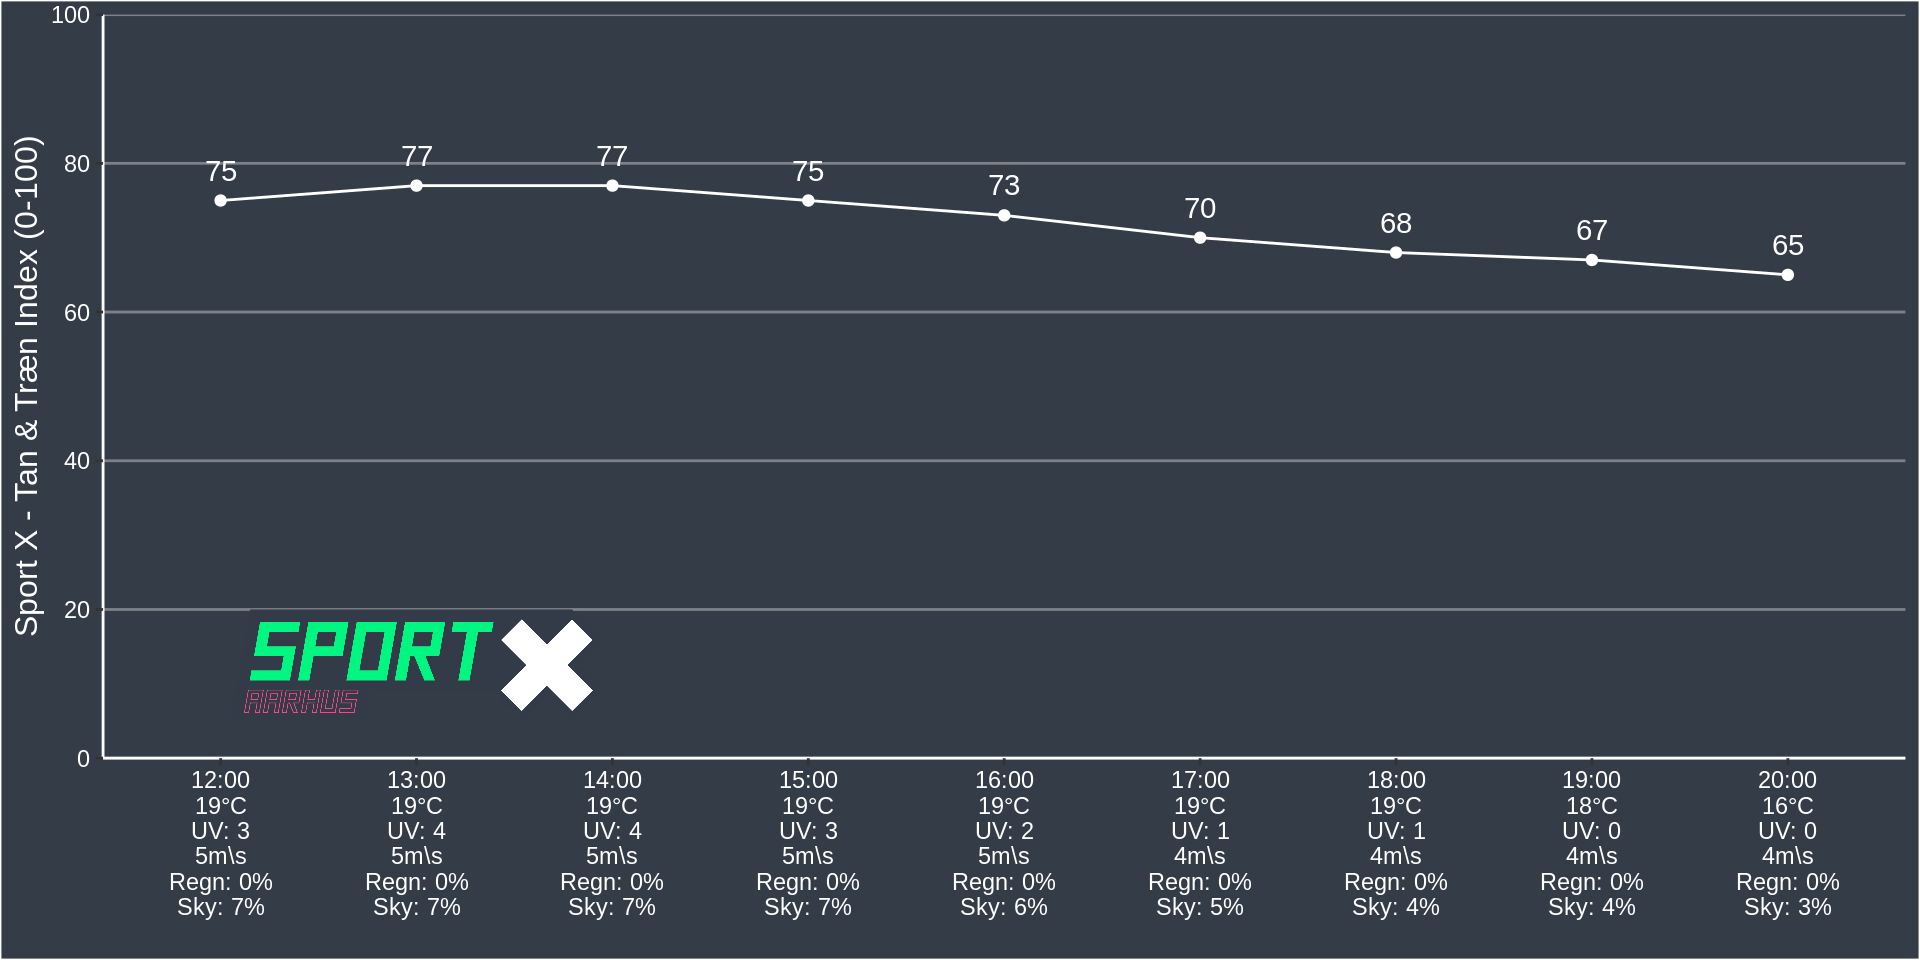 Sport X - Tan & Træn Index (0-100)
100
80
60
40
20
0
75
77
77
75
73
70
68
67
65
SPORT X
AARHUS
12:00 13:00 14:00 15:00 16:00 17:00 18:00 19:00 20:00
19°C 19°C 19°C 19°C 19°C 19°C 19°C 18°C 16°C
UV: 3 UV: 4 UV: 4 UV: 3 UV: 2 UV: 1 UV: 1 UV: 0 UV: 0
5m\s 5m\s 5m\s 5m\s 5m\s 4m\s 4m\s 4m\s 4m\s
Regn: 0% Regn: 0% Regn: 0% Regn: 0% Regn: 0% Regn: 0% Regn: 0% Regn: 0% Regn: 0%
Sky: 7% Sky: 7% Sky: 7% Sky: 7% Sky: 6% Sky: 5% Sky: 4% Sky: 4% Sky: 3%